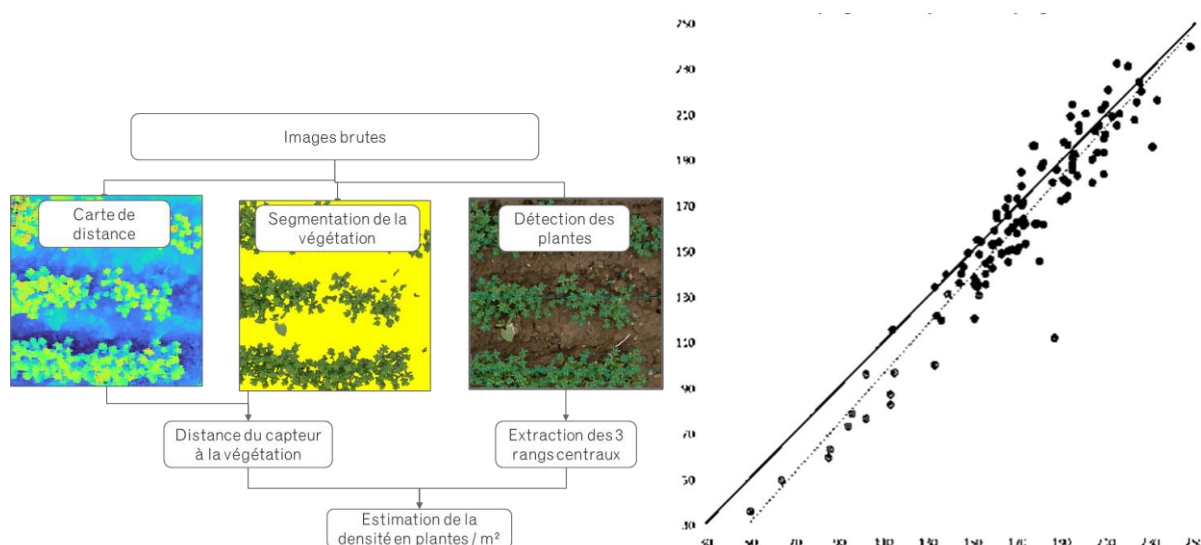 Images brutes
Carte de
distance
Segmentation de la
végétation
Détection des
plantes
Distance du capteur
à la végétation
Extraction des 3
rangs centraux
Estimation de la
densité en plantes / m²
250
230
210
190
170
150
130
110
90
70
50
30